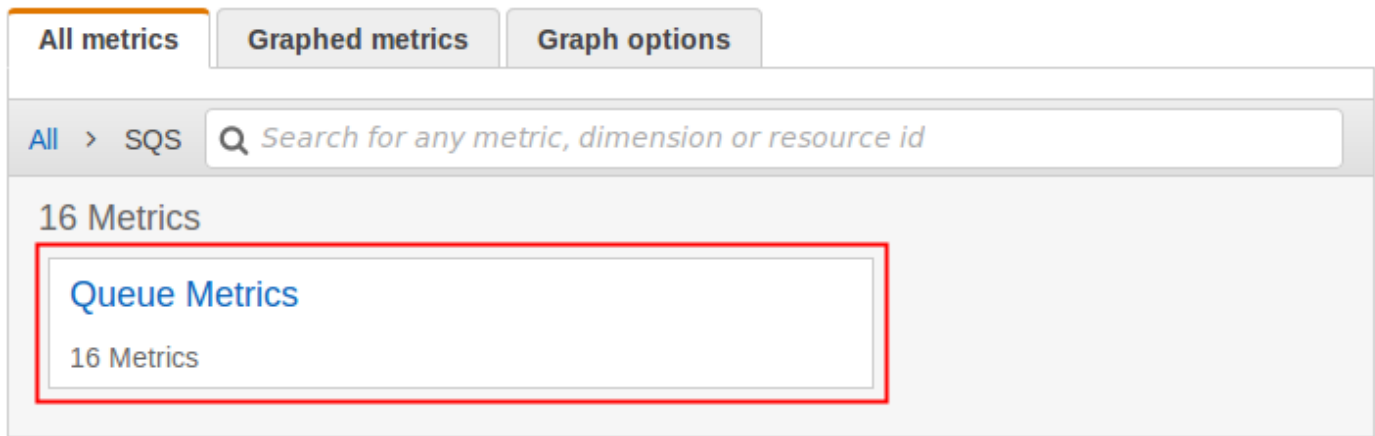 All metrics Graphed metrics Graph options
All > SQS Search for any metric, dimension or resource id
16 Metrics
Queue Metrics
16 Metrics